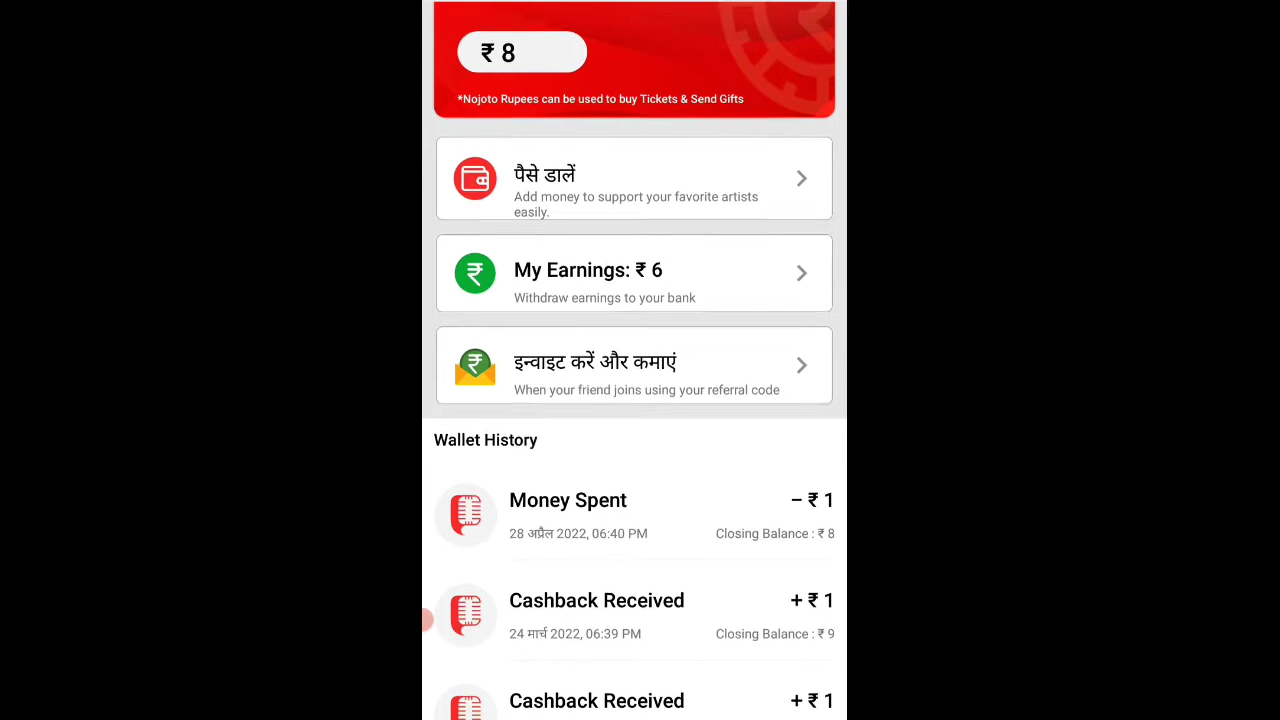 ₹ 8
*Nojoto Rupees can be used to buy Tickets & Send Gifts
पैसे डालें
Add money to support your favorite artists
easily.
My Earnings: ₹ 6
Withdraw earnings to your bank
इन्वाइट करें और कमाएं
When your friend joins using your referral code
Wallet History
Money Spent – ₹ 1
28 अप्रैल 2022, 06:40 PM Closing Balance : ₹ 8
Cashback Received + ₹ 1
24 मार्च 2022, 06:39 PM Closing Balance : ₹ 9
Cashback Received + ₹ 1